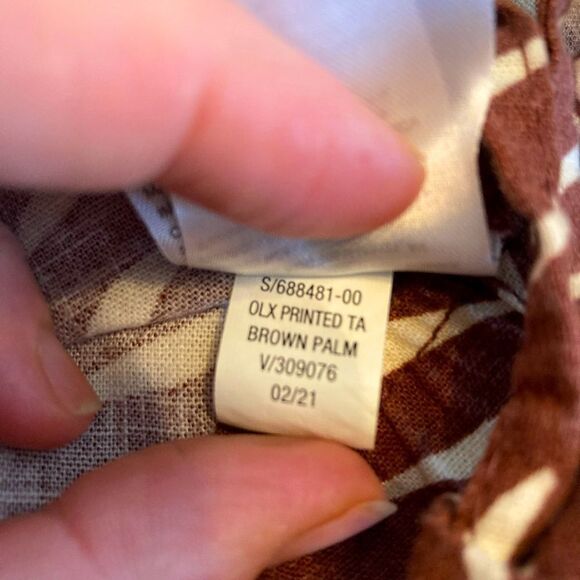 S/688481-00
OLX PRINTED TA
BROWN PALM
V/309076
02/21